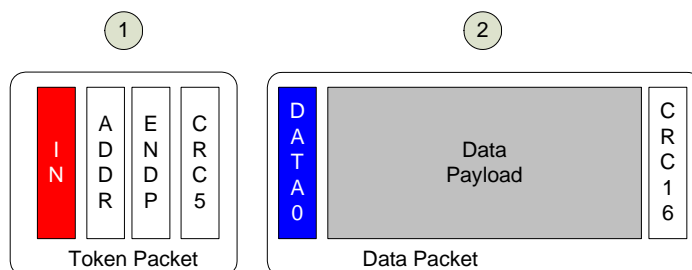 1
2
IN
ADDR
ENDP
CRC5
Token Packet
DATA0
Data
Payload
CRC16
Data Packet